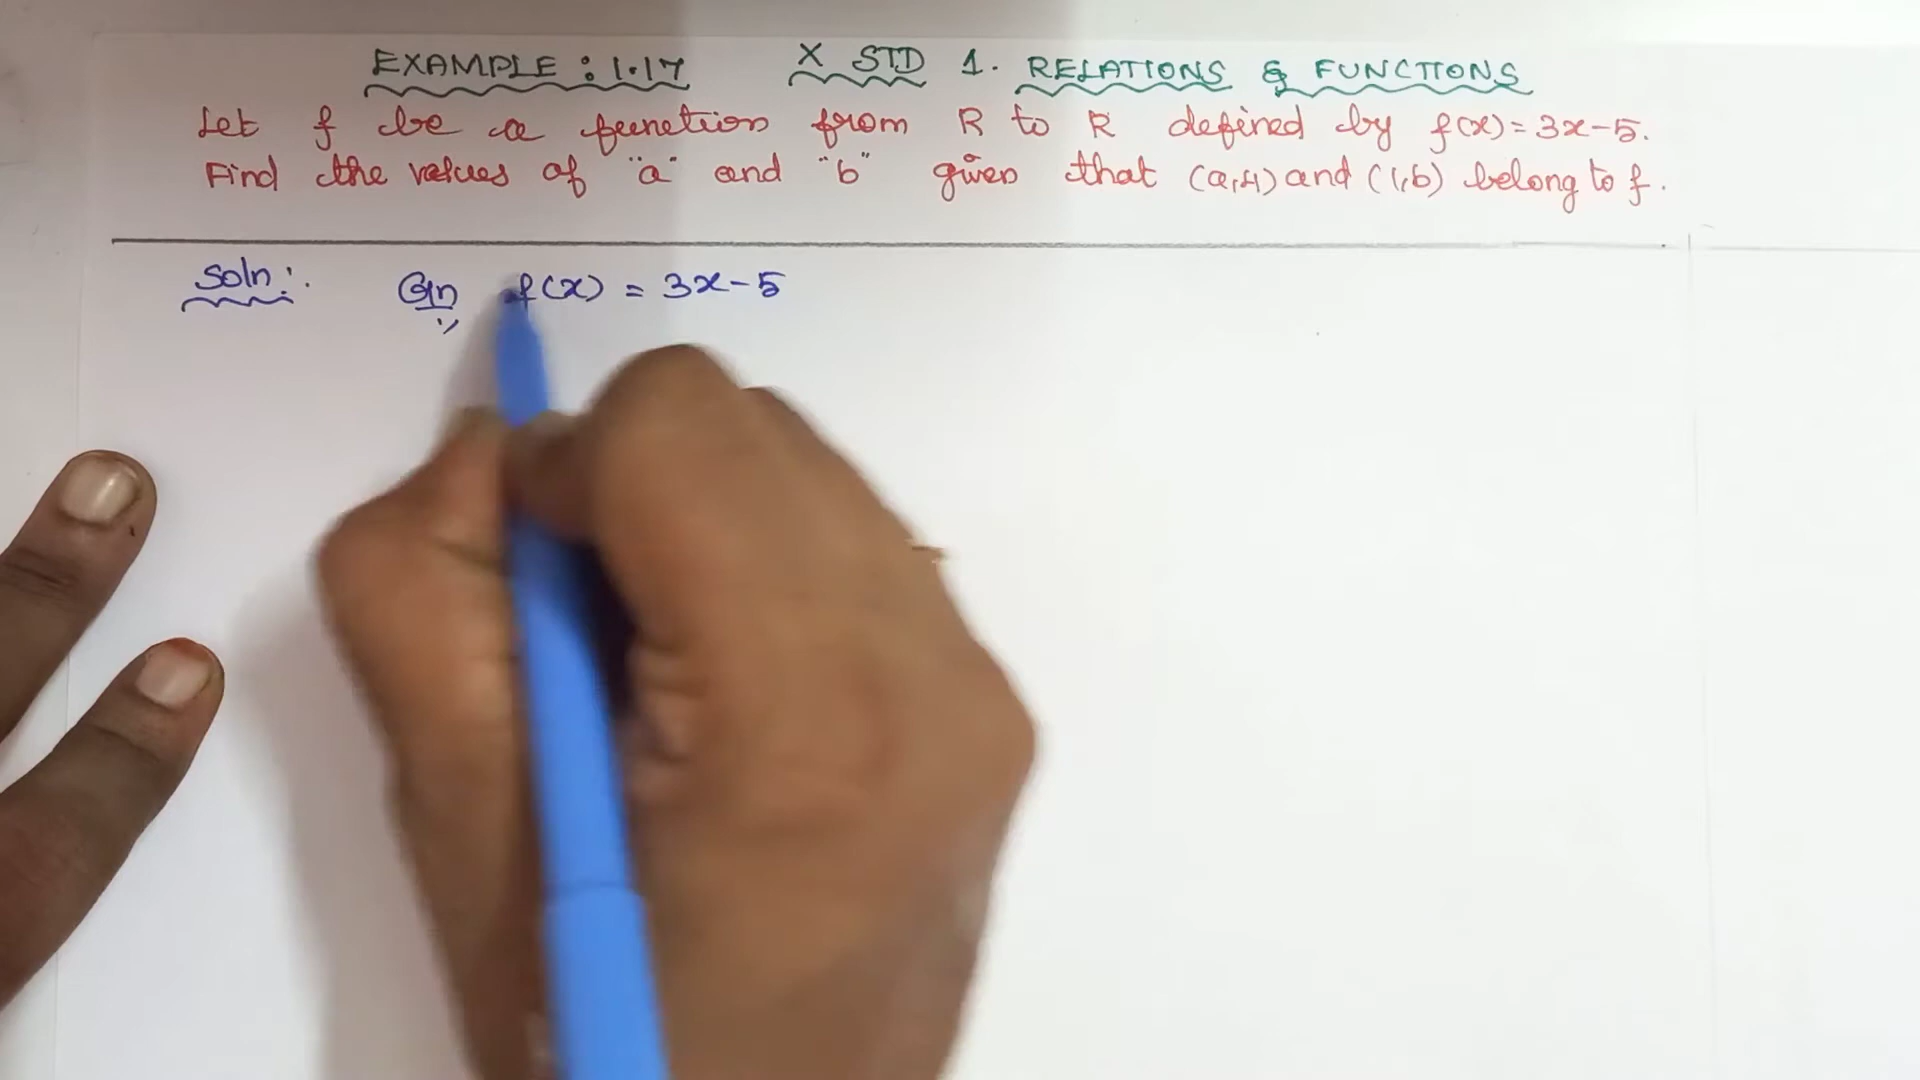 EXAMPLE : 1.17 X STD 1. RELATIONS & FUNCTIONS
Let f be a function from R to R defined by f(x) = 3x-5.
Find the values of "a" and "b" given that (a,4) and (1,b) belong to f.
Soln: Gn f(x) = 3x-5